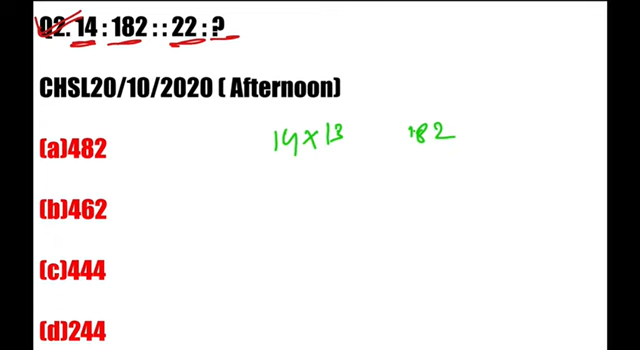 Q2. 14 : 182 : : 22 : ?
CHSL20/10/2020 ( Afternoon)
14 x 13 182
(a)482
(b)462
(c)444
(d)244